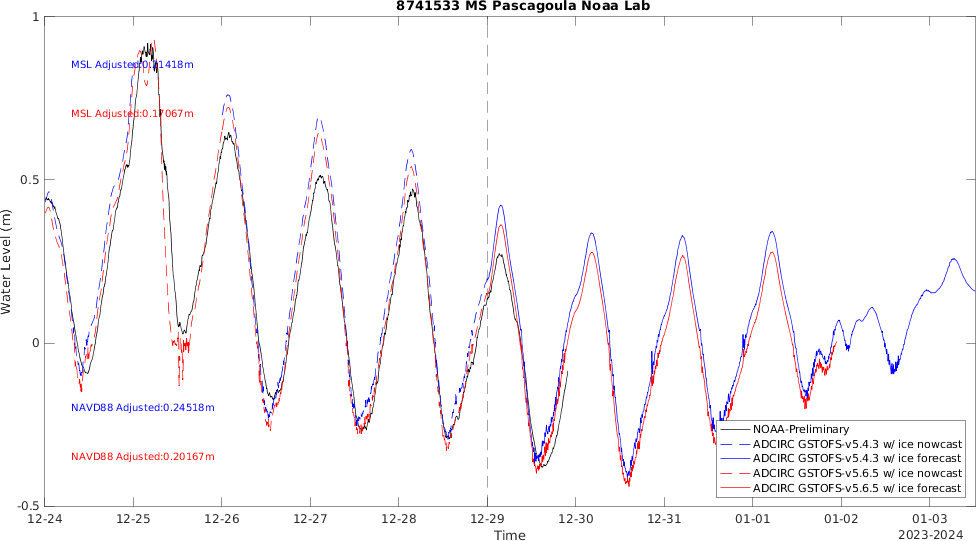 8741533 MS Pascagoula Noaa Lab
1
MSL Adjusted:0.21418m
MSL Adjusted:0.17067m
0.5
Water Level (m)
0
NAVD88 Adjusted:0.24518m
NAVD88 Adjusted:0.20167m
NOAA-Preliminary
ADCIRC GSTOFS-v5.4.3 w/ ice nowcast
ADCIRC GSTOFS-v5.4.3 w/ ice forecast
ADCIRC GSTOFS-v5.6.5 w/ ice nowcast
ADCIRC GSTOFS-v5.6.5 w/ ice forecast
-0.5
12-24 12-25 12-26 12-27 12-28 12-29 12-30 12-31 01-01 01-02 01-03
Time
2023-2024